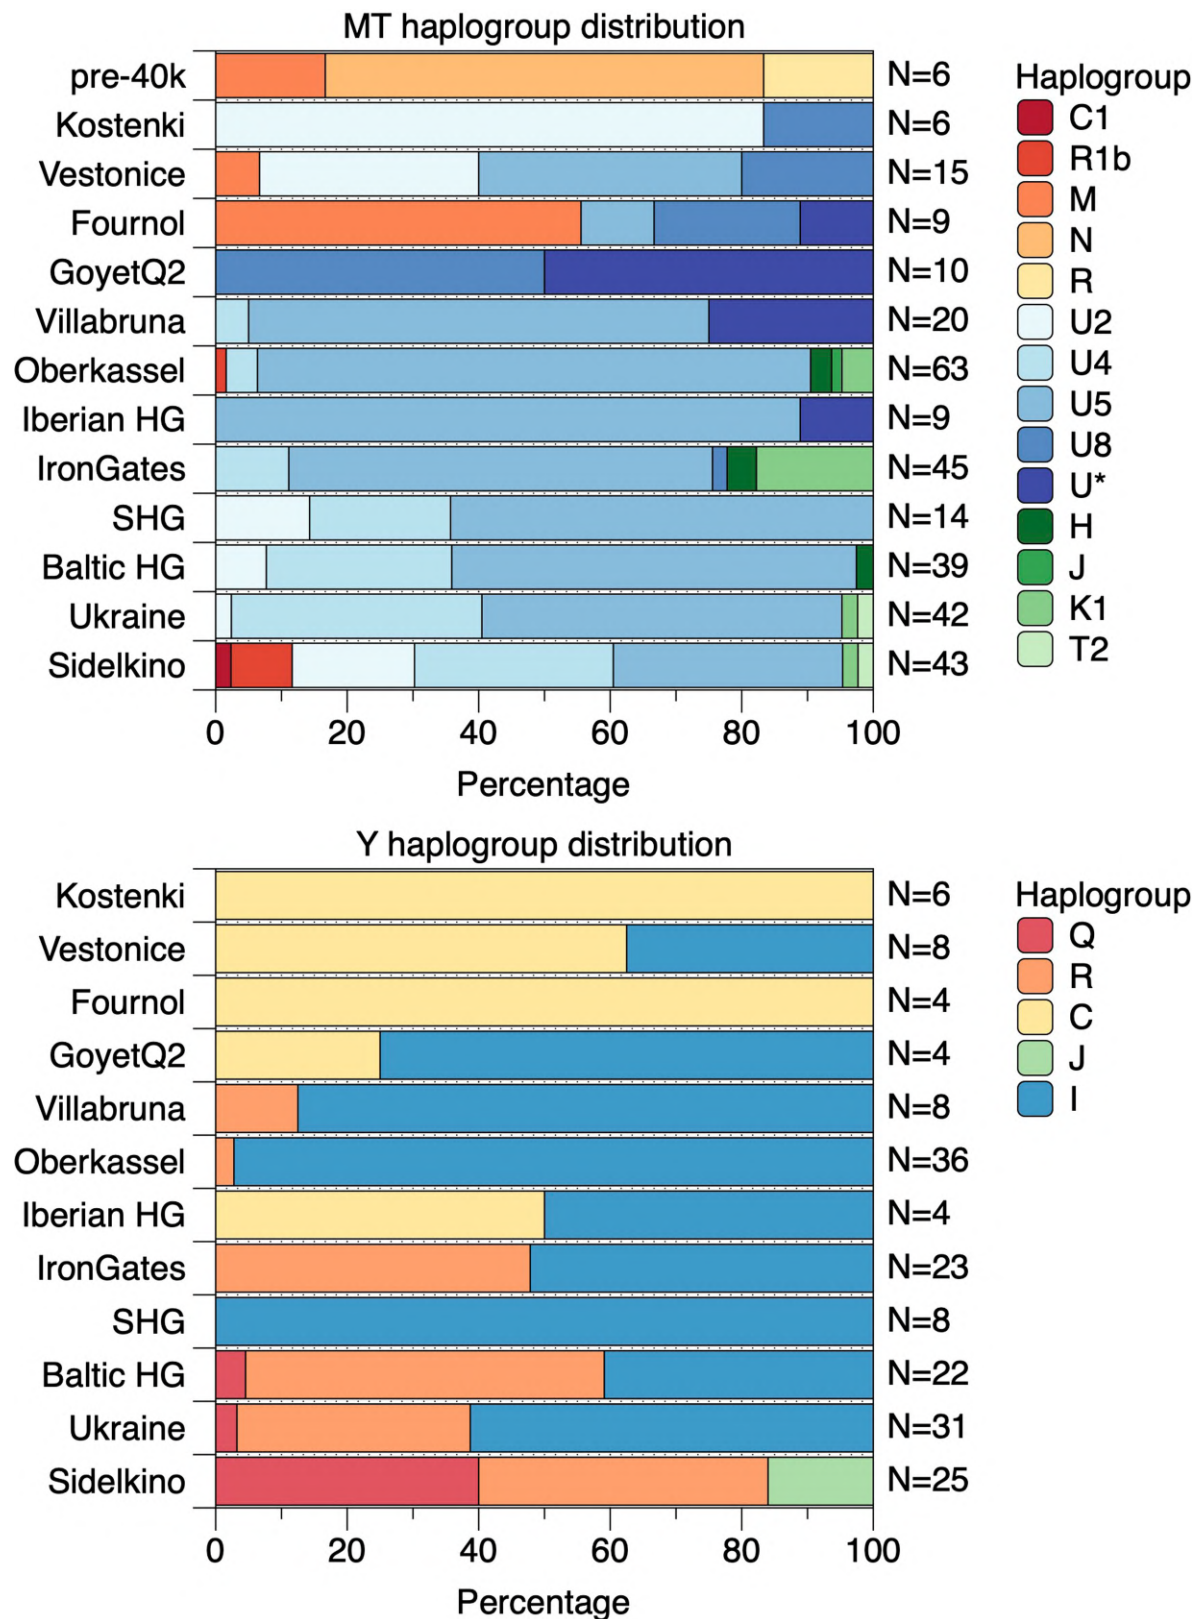 MT haplogroup distribution
pre-40k N=6
Kostenki N=6
Vestonice N=15
Fournol N=9
GoyetQ2 N=10
Villabruna N=20
Oberkassel N=63
Iberian HG N=9
IronGates N=45
SHG N=14
Baltic HG N=39
Ukraine N=42
Sidelkino N=43
0 20 40 60 80 100
Percentage
Haplogroup
C1
R1b
M
N
R
U2
U4
U5
U8
U*
H
J
K1
T2
Y haplogroup distribution
Kostenki N=6
Vestonice N=8
Fournol N=4
GoyetQ2 N=4
Villabruna N=8
Oberkassel N=36
Iberian HG N=4
IronGates N=23
SHG N=8
Baltic HG N=22
Ukraine N=31
Sidelkino N=25
0 20 40 60 80 100
Percentage
Haplogroup
Q
R
C
J
I